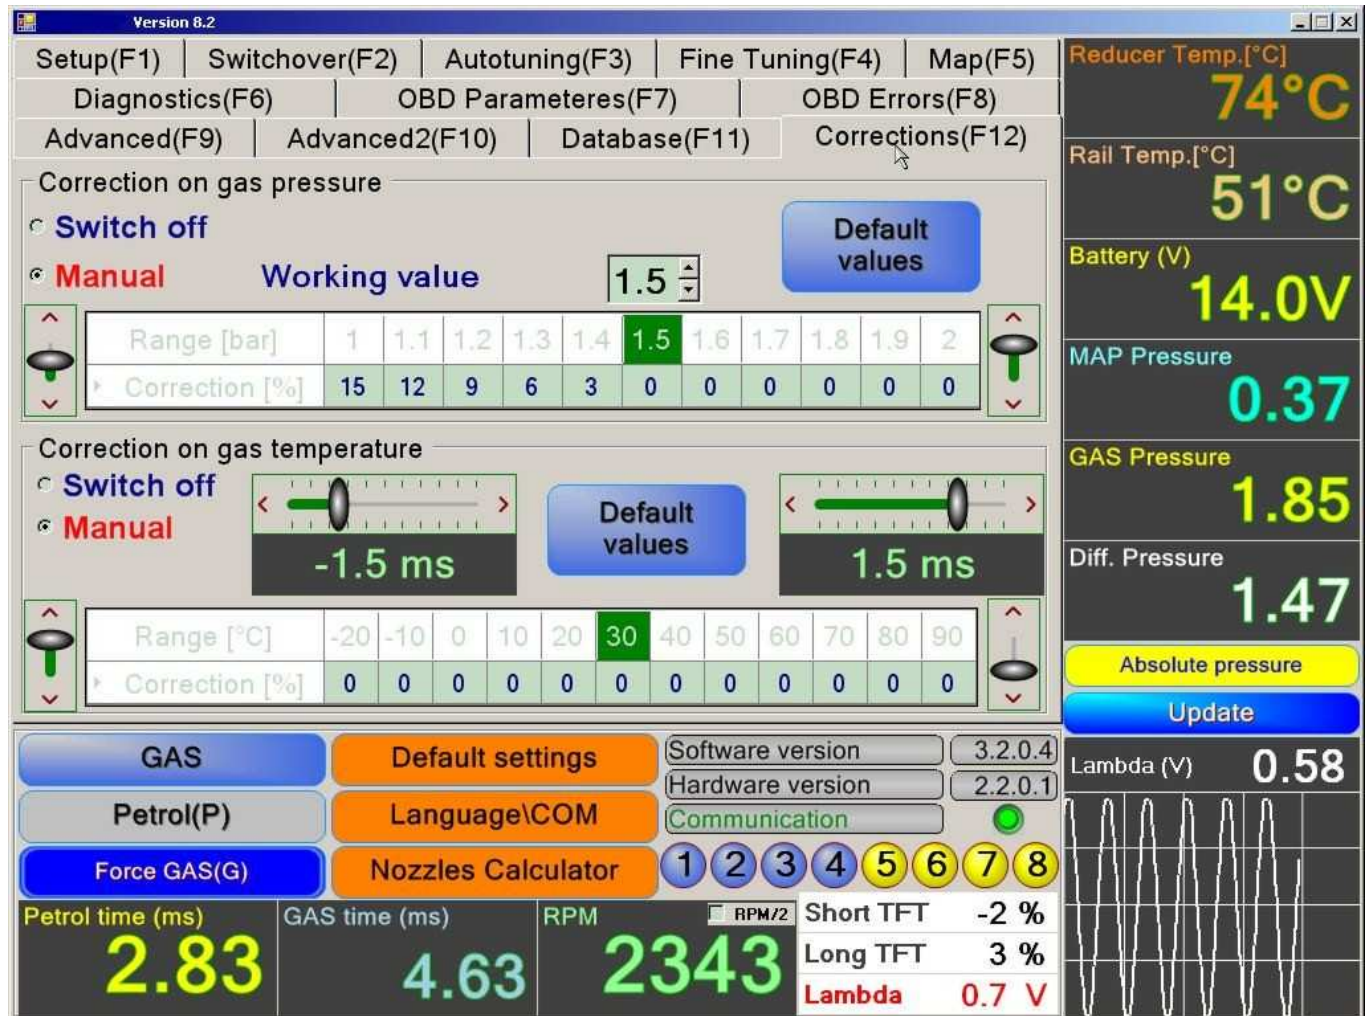 Version 8.2
Setup(F1) Switchover(F2) Autotuning(F3) Fine Tuning(F4) Map(F5)
Diagnostics(F6) OBD Parameteres(F7) OBD Errors(F8)
Advanced(F9) Advanced2(F10) Database(F11) Corrections(F12)
Correction on gas pressure
Switch off
Manual Working value 1.5
Default values
Range [bar] 1 1.1 1.2 1.3 1.4 1.5 1.6 1.7 1.8 1.9 2
Correction [%] 15 12 9 6 3 0 0 0 0 0 0
Correction on gas temperature
Switch off
Manual
-1.5 ms
Default values
1.5 ms
Range [°C] -20 -10 0 10 20 30 40 50 60 70 80 90
Correction [%] 0 0 0 0 0 0 0 0 0 0 0 0
Reducer Temp.[°C]
74°C
Rail Temp.[°C]
51°C
Battery (V)
14.0V
MAP Pressure
0.37
GAS Pressure
1.85
Diff. Pressure
1.47
Absolute pressure
Update
Lambda (V) 0.58
GAS
Petrol(P)
Force GAS(G)
Default settings
Language\COM
Nozzles Calculator
Software version 3.2.0.4
Hardware version 2.2.0.1
Communication
1 2 3 4 5 6 7 8
Petrol time (ms)
2.83
GAS time (ms)
4.63
RPM RPM/2
2343
Short TFT -2 %
Long TFT 3 %
Lambda 0.7 V